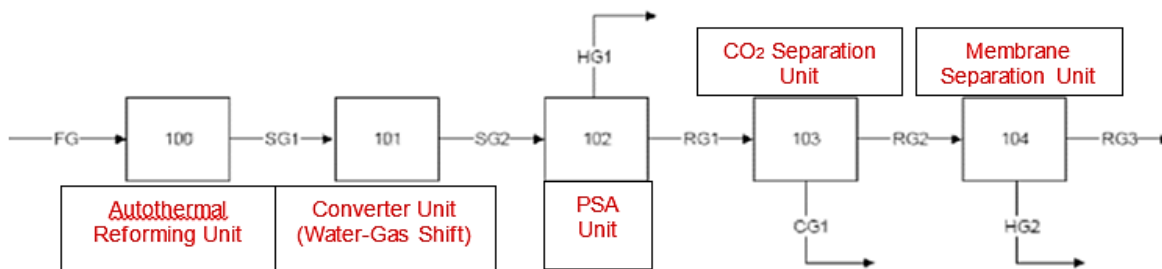 HG1
CO₂ Separation
Unit
Membrane
Separation Unit
FG
100
SG1
101
SG2
102
RG1
103
RG2
104
RG3
Autothermal
Reforming Unit
Converter Unit
(Water-Gas Shift)
PSA
Unit
CG1
HG2